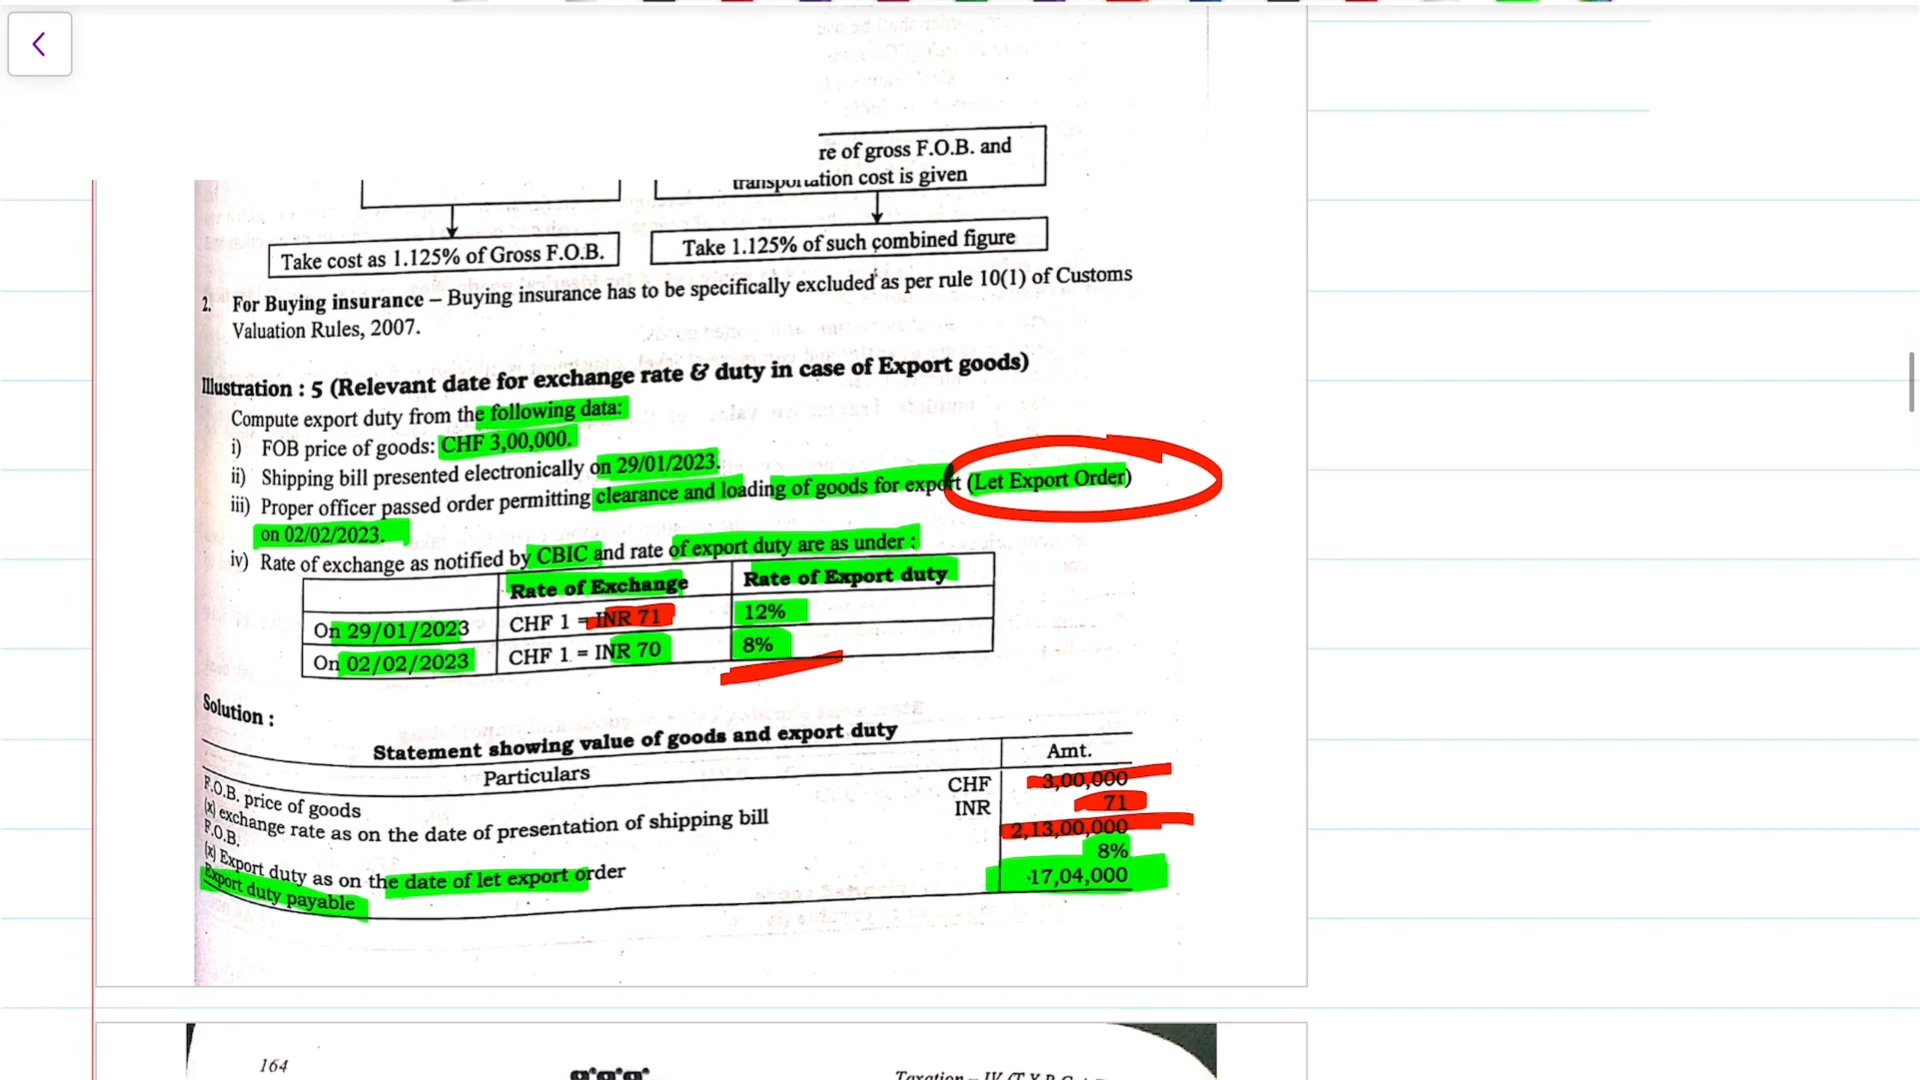 re of gross F.O.B. and
transportation cost is given
Take cost as 1.125% of Gross F.O.B.
Take 1.125% of such combined figure
2. For Buying insurance – Buying insurance has to be specifically excluded as per rule 10(1) of Customs
Valuation Rules, 2007.
Illustration : 5 (Relevant date for exchange rate & duty in case of Export goods)
Compute export duty from the following data:
i) FOB price of goods: CHF 3,00,000.
ii) Shipping bill presented electronically on 29/01/2023.
iii) Proper officer passed order permitting clearance and loading of goods for export (Let Export Order)
on 02/02/2023.
iv) Rate of exchange as notified by CBIC and rate of export duty are as under :
Rate of Exchange Rate of Export duty
On 29/01/2023 CHF 1 = INR 71 12%
On 02/02/2023 CHF 1 = INR 70 8%
Solution :
Statement showing value of goods and export duty
Particulars Amt.
F.O.B. price of goods CHF 3,00,000
(x) exchange rate as on the date of presentation of shipping bill INR 71
F.O.B. 2,13,00,000
(x) Export duty as on the date of let export order 8%
Export duty payable 17,04,000
164